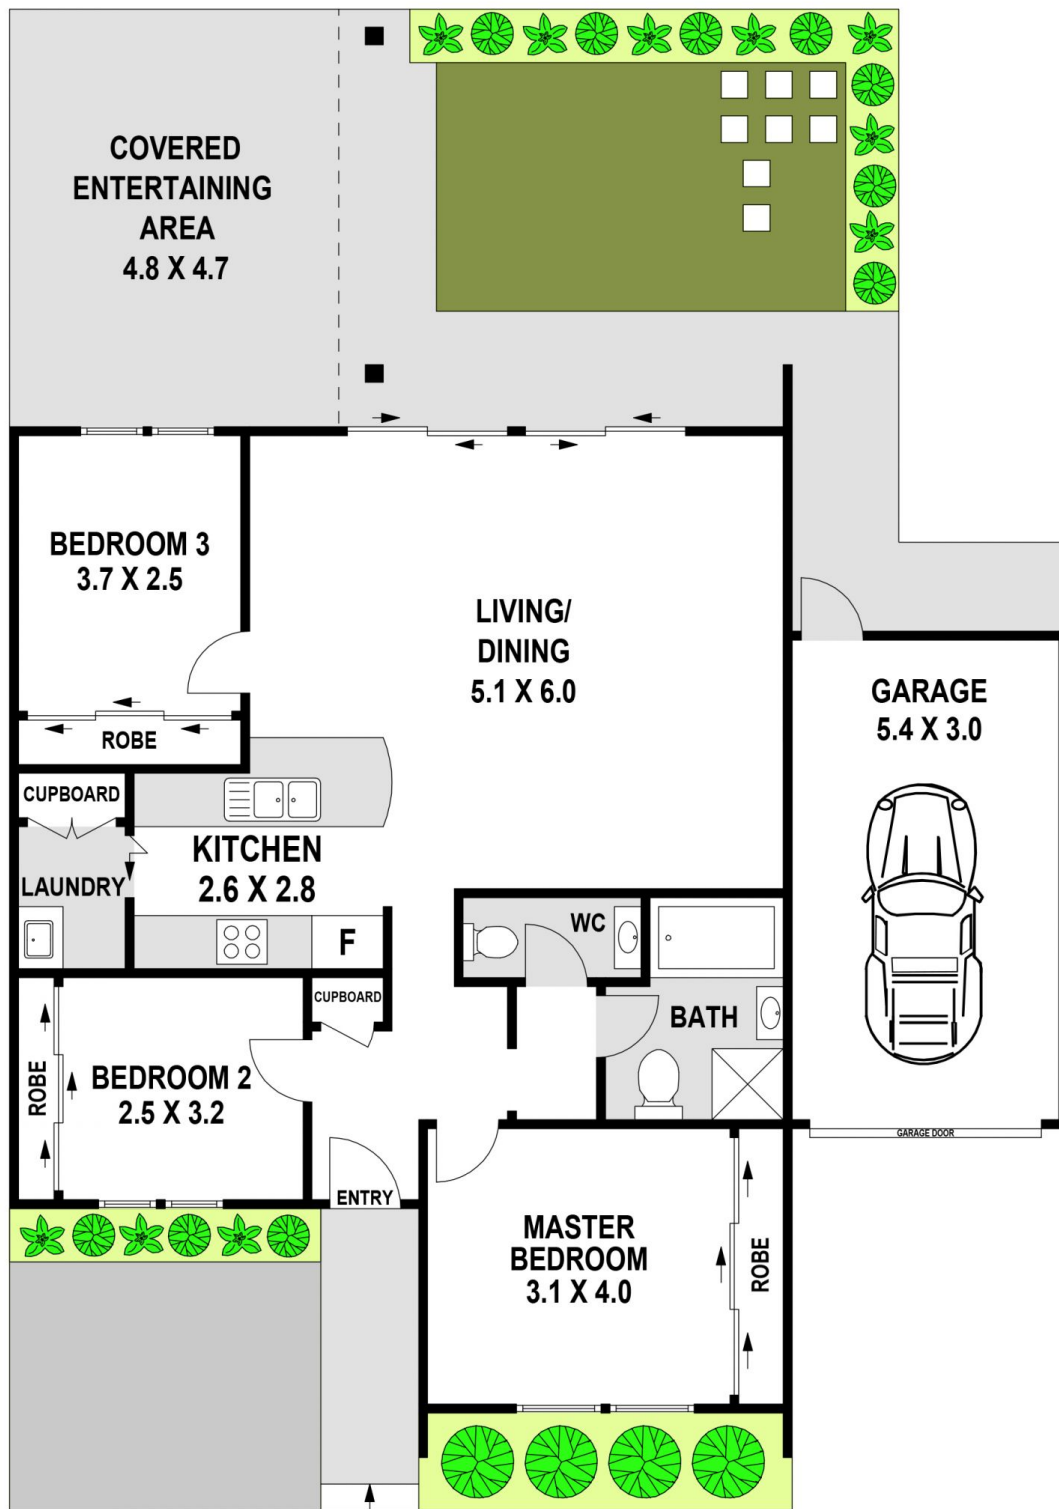 COVERED
ENTERTAINING
AREA
4.8 X 4.7
BEDROOM 3
3.7 X 2.5
LIVING/
DINING
5.1 X 6.0
GARAGE
5.4 X 3.0
ROBE
CUPBOARD
KITCHEN
2.6 X 2.8
LAUNDRY
WC
F
CUPBOARD
BATH
ROBE
BEDROOM 2
2.5 X 3.2
GARAGE DOOR
ENTRY
MASTER
BEDROOM
3.1 X 4.0
ROBE